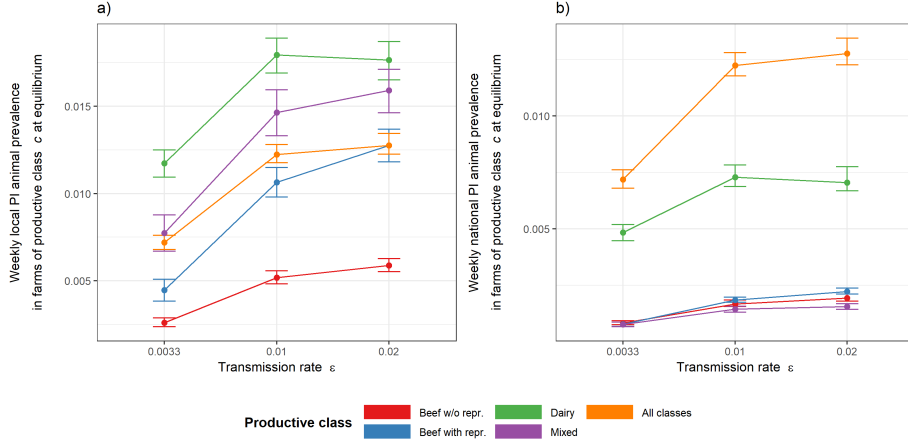 a)
Weekly local PI animal prevalence
in farms of productive class c at equilibrium
0.015
0.010
0.005
0.0033
0.01
0.02
Transmission rate ε
b)
Weekly national PI animal prevalence
in farms of productive class c at equilibrium
0.010
0.005
0.0033
0.01
0.02
Transmission rate ε
Productive class
Beef w/o repr.
Dairy
All classes
Beef with repr.
Mixed